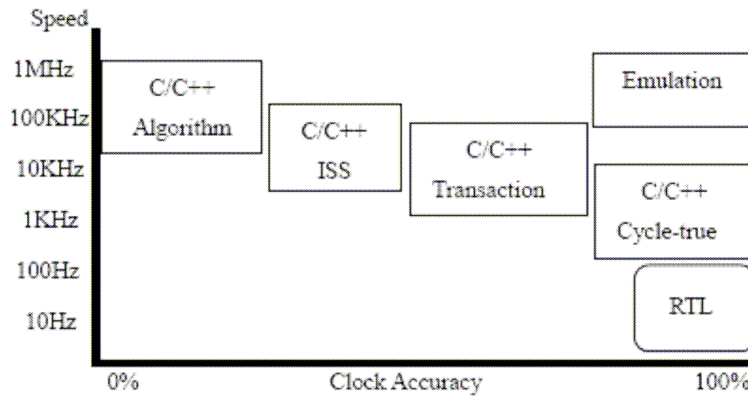 Speed
1MHz
100KHz
10KHz
1KHz
100Hz
10Hz
C/C++
Algorithm
C/C++
ISS
C/C++
Transaction
Emulation
C/C++
Cycle-true
RTL
0%
Clock Accuracy
100%